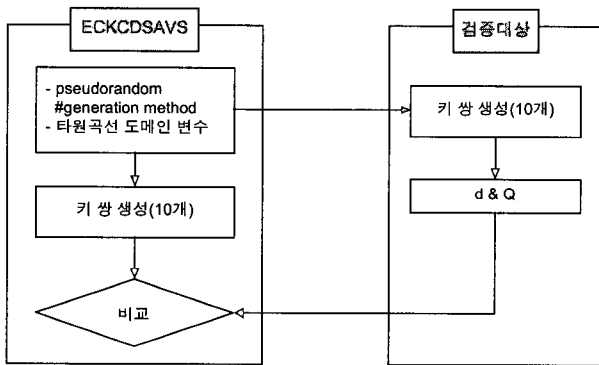 ECKCDSAVS
- pseudorandom
#generation method
- 타원곡선 도메인 변수
키 쌍 생성(10개)
비교
검증대상
키 쌍 생성(10개)
d & Q